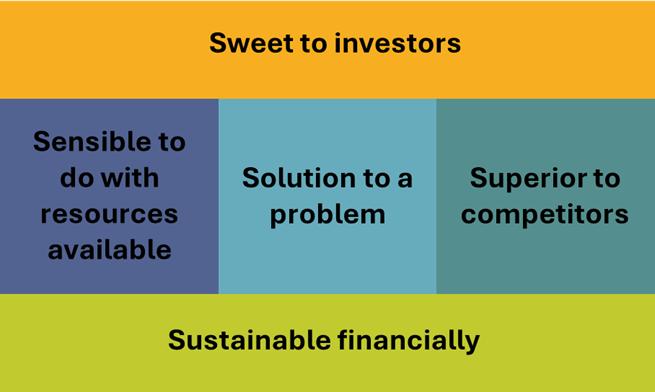 Sweet to investors
Sensible to
do with
resources
available
Solution to a
problem
Superior to
competitors
Sustainable financially